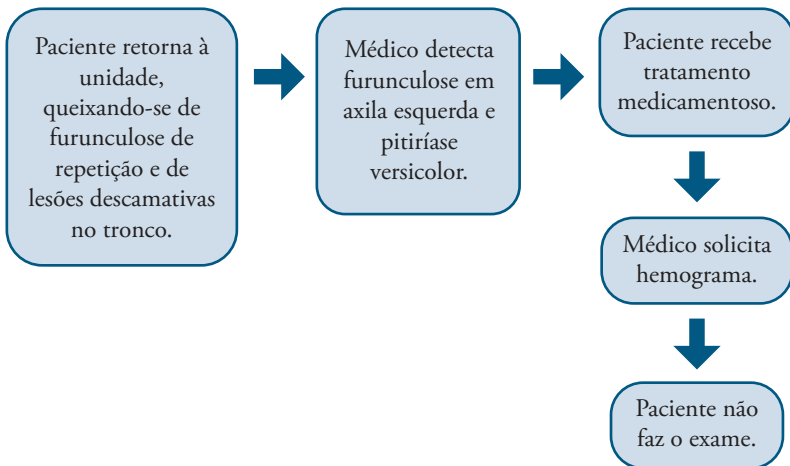 Paciente retorna à
unidade,
queixando-se de
furunculose de
repetição e de
lesões descamativas
no tronco.
Médico detecta
furunculose em
axila esquerda e
pitiríase
versicolor.
Paciente recebe
tratamento
medicamentoso.
Médico solicita
hemograma.
Paciente não
faz o exame.